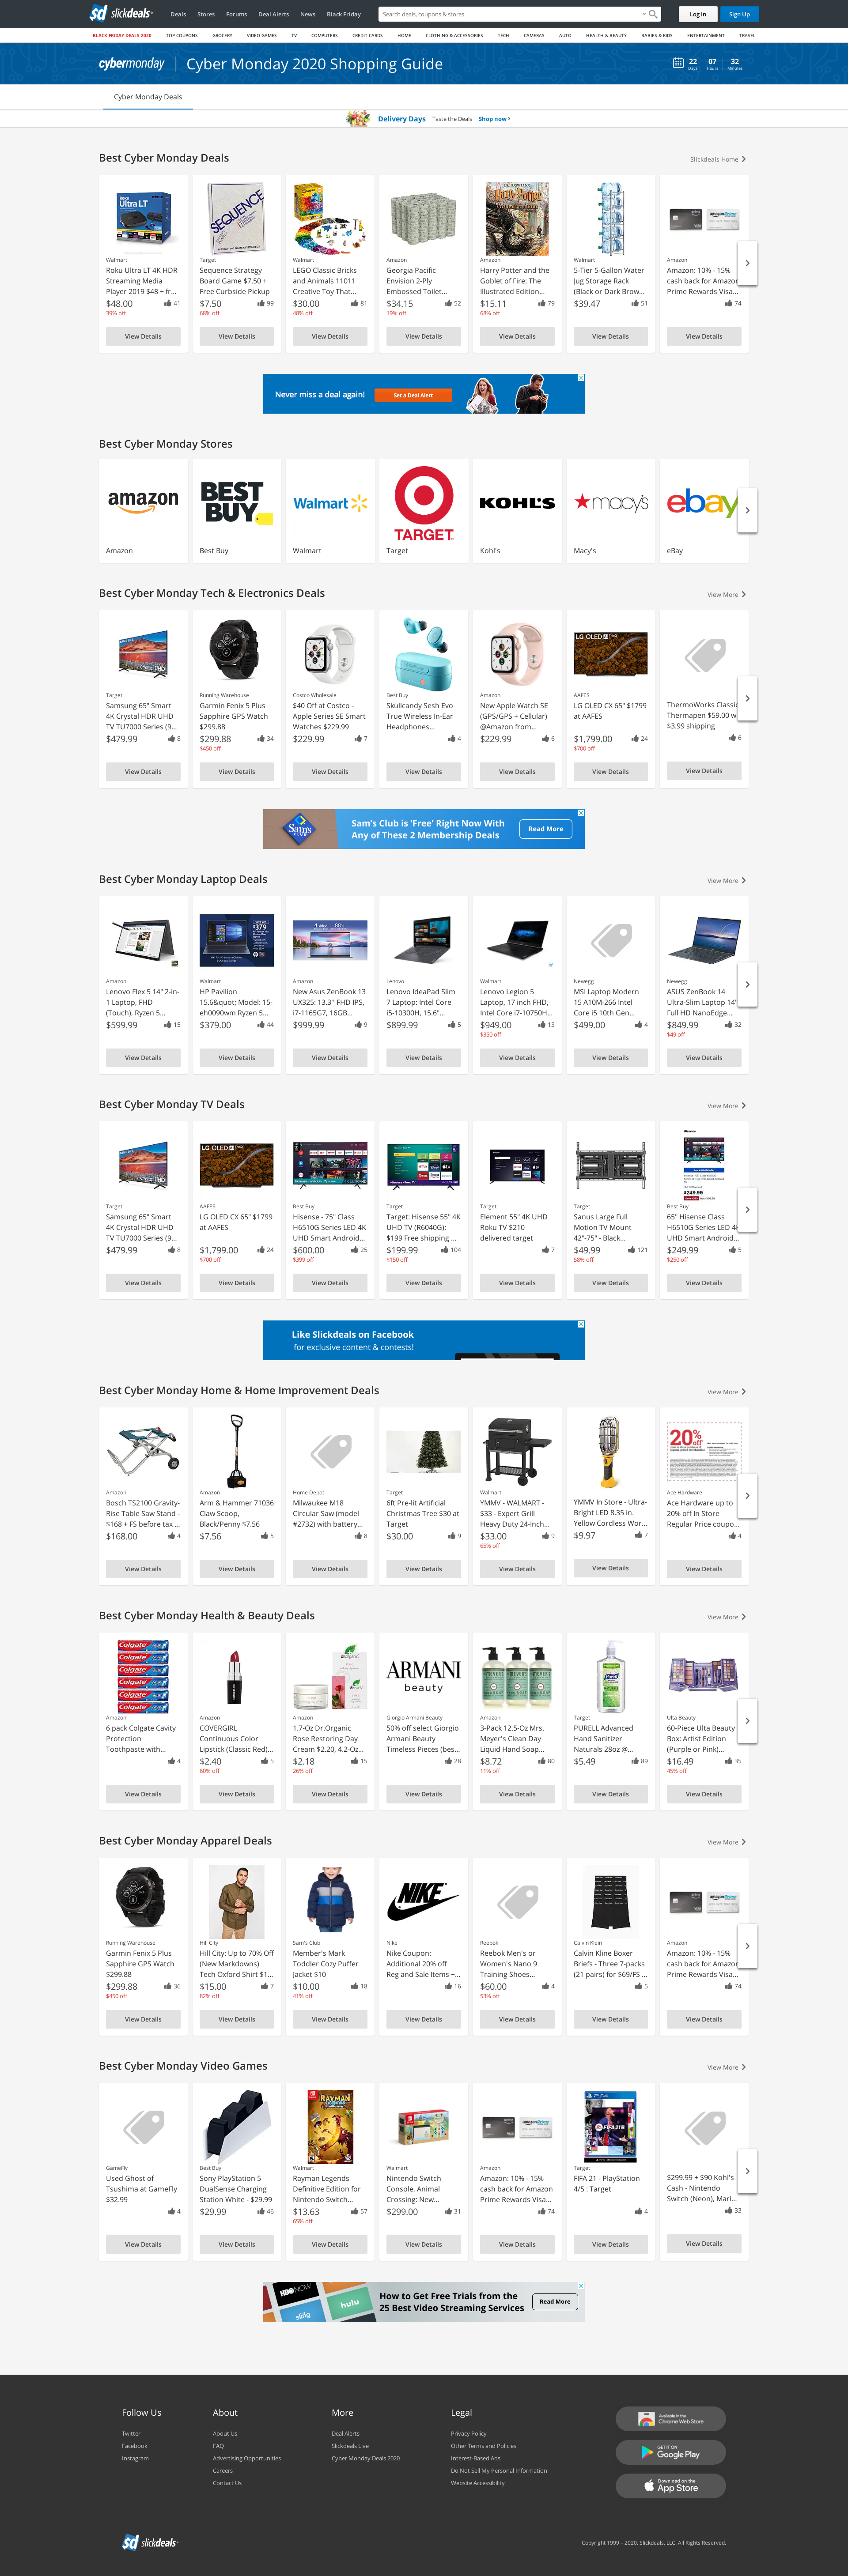 sd slickdeals
Deals Stores Forums Deal Alerts News Black Friday
Search deals, coupons & stores
Log In Sign Up
BLACK FRIDAY DEALS 2020 TOP COUPONS GROCERY VIDEO GAMES TV COMPUTERS CREDIT CARDS HOME CLOTHING & ACCESSORIES TECH CAMERAS AUTO HEALTH & BEAUTY BABIES & KIDS ENTERTAINMENT TRAVEL
cybermonday Cyber Monday 2020 Shopping Guide
22 Days 07 Hours 32 Minutes
Cyber Monday Deals
Delivery Days Taste the Deals Shop now
Best Cyber Monday Deals
Slickdeals Home
Walmart
Roku Ultra LT 4K HDR
Streaming Media
Player 2019 $48 + fr...
$48.00 41
39% off
View Details
Target
Sequence Strategy
Board Game $7.50 +
Free Curbside Pickup
$7.50 99
68% off
View Details
Walmart
LEGO Classic Bricks
and Animals 11011
Creative Toy That...
$30.00 81
48% off
View Details
Amazon
Georgia Pacific
Envision 2-Ply
Embossed Toilet...
$34.15 52
19% off
View Details
Amazon
Harry Potter and the
Goblet of Fire: The
Illustrated Edition...
$15.11 79
68% off
View Details
Walmart
5-Tier 5-Gallon Water
Jug Storage Rack
(Black or Dark Brow...
$39.47 51
View Details
Amazon
Amazon: 10% - 15%
cash back for Amazon
Prime Rewards Visa...
74
View Details
Never miss a deal again! Set a Deal Alert
Best Cyber Monday Stores
amazon
Amazon
BEST BUY
Best Buy
Walmart
Walmart
TARGET
Target
KOHL'S
Kohl's
macy's
Macy's
ebay
eBay
Best Cyber Monday Tech & Electronics Deals
View More
Target
Samsung 65" Smart
4K Crystal HDR UHD
TV TU7000 Series (9...
$479.99 8
View Details
Running Warehouse
Garmin Fenix 5 Plus
Sapphire GPS Watch
$299.88
$299.88 34
$450 off
View Details
Costco Wholesale
$40 Off at Costco -
Apple Series SE Smart
Watches $229.99
$229.99 7
View Details
Best Buy
Skullcandy Sesh Evo
True Wireless In-Ear
Headphones...
4
View Details
Amazon
New Apple Watch SE
(GPS/GPS + Cellular)
@Amazon from...
$229.99 6
View Details
LG OLED
AAFES
LG OLED CX 65" $1799
at AAFES
$1,799.00 24
$700 off
View Details
ThermoWorks Classic
Thermapen $59.00 w
$3.99 shipping
6
View Details
Sam's Club is 'Free' Right Now With
Any of These 2 Membership Deals
Read More
Best Cyber Monday Laptop Deals
View More
Amazon
Lenovo Flex 5 14" 2-in-
1 Laptop, FHD
(Touch), Ryzen 5...
$599.99 15
View Details
$379
Walmart
HP Pavilion
15.6&quot; Model: 15-
eh0090wm Ryzen 5...
$379.00 44
View Details
Amazon
New Asus ZenBook 13
UX325: 13.3'' FHD IPS,
i7-1165G7, 16GB...
$999.99 9
View Details
Lenovo
Lenovo IdeaPad Slim
7 Laptop: Intel Core
i5-10300H, 15.6"...
$899.99 5
View Details
Walmart
Lenovo Legion 5
Laptop, 17 inch FHD,
Intel Core i7-10750H...
$949.00 13
$350 off
View Details
Newegg
MSI Laptop Modern
15 A10M-266 Intel
Core i5 10th Gen...
$499.00 4
View Details
Newegg
ASUS ZenBook 14
Ultra-Slim Laptop 14"
Full HD NanoEdge...
$849.99 32
$49 off
View Details
Best Cyber Monday TV Deals
View More
Target
Samsung 65" Smart
4K Crystal HDR UHD
TV TU7000 Series (9...
$479.99 8
View Details
LG OLED
AAFES
LG OLED CX 65" $1799
at AAFES
$1,799.00 24
$700 off
View Details
Best Buy
Hisense - 75" Class
H6510G Series LED 4K
UHD Smart Android...
$600.00 25
$399 off
View Details
Target
Target: Hisense 55" 4K
UHD TV (R6040G):
$199 Free shipping ...
$199.99 104
$150 off
View Details
Target
Element 55" 4K UHD
Roku TV $210
delivered target
7
View Details
Target
Sanus Large Full
Motion TV Mount
42"-75" - Black...
$49.99 121
58% off
View Details
$249.99
Best Buy
65" Hisense Class
H6510G Series LED 4K
UHD Smart Android...
$249.99 5
$250 off
View Details
Like Slickdeals on Facebook
for exclusive content & contests!
Best Cyber Monday Home & Home Improvement Deals
View More
Amazon
Bosch TS2100 Gravity-
Rise Table Saw Stand -
$168 + FS before tax ...
$168.00 4
View Details
Amazon
Arm & Hammer 71036
Claw Scoop,
Black/Penny $7.56
$7.56 5
View Details
Home Depot
Milwaukee M18
Circular Saw (model
#2732) with battery...
8
View Details
Target
6ft Pre-lit Artificial
Christmas Tree $30 at
Target
$30.00 9
View Details
Walmart
YMMV - WALMART -
$33 - Expert Grill
Heavy Duty 24-Inch...
$33.00 9
65% off
View Details
YMMV In Store - Ultra-
Bright LED 8.35 in.
Yellow Cordless Wor...
$9.97 7
View Details
20% off
Ace Hardware
Ace Hardware up to
20% off In Store
Regular Price coupo...
4
View Details
Best Cyber Monday Health & Beauty Deals
View More
Colgate
Amazon
6 pack Colgate Cavity
Protection
Toothpaste with...
4
View Details
Amazon
COVERGIRL
Continuous Color
Lipstick (Classic Red)...
$2.40 5
60% off
View Details
Amazon
1.7-Oz Dr.Organic
Rose Restoring Day
Cream $2.20, 4.2-Oz...
$2.18 15
26% off
View Details
ARMANI
beauty
Giorgio Armani Beauty
50% off select Giorgio
Armani Beauty
Timeless Pieces (bes...
28
View Details
Amazon
3-Pack 12.5-Oz Mrs.
Meyer's Clean Day
Liquid Hand Soap...
$8.72 80
11% off
View Details
Target
PURELL Advanced
Hand Sanitizer
Naturals 28oz @...
$5.49 89
View Details
Ulta Beauty
60-Piece Ulta Beauty
Box: Artist Edition
(Purple or Pink)...
$16.49 35
45% off
View Details
Best Cyber Monday Apparel Deals
View More
Running Warehouse
Garmin Fenix 5 Plus
Sapphire GPS Watch
$299.88
$299.88 36
$450 off
View Details
Hill City
Hill City: Up to 70% Off
(New Markdowns)
Tech Oxford Shirt $1...
$15.00 7
82% off
View Details
Sam's Club
Member's Mark
Toddler Cozy Puffer
Jacket $10
$10.00 18
41% off
View Details
NIKE
Nike
Nike Coupon:
Additional 20% off
Reg and Sale Items +...
16
View Details
Reebok
Reebok Men's or
Women's Nano 9
Training Shoes...
$60.00 4
53% off
View Details
Calvin Klein
Calvin Kline Boxer
Briefs - Three 7-packs
(21 pairs) for $69/FS ...
5
View Details
Amazon
Amazon: 10% - 15%
cash back for Amazon
Prime Rewards Visa...
74
View Details
Best Cyber Monday Video Games
View More
GameFly
Used Ghost of
Tsushima at GameFly
$32.99
4
View Details
Best Buy
Sony PlayStation 5
DualSense Charging
Station White - $29.99
$29.99 46
View Details
RAYMAN LEGENDS
Walmart
Rayman Legends
Definitive Edition for
Nintendo Switch...
$13.63 57
65% off
View Details
Walmart
Nintendo Switch
Console, Animal
Crossing: New...
$299.00 31
View Details
Amazon
Amazon: 10% - 15%
cash back for Amazon
Prime Rewards Visa...
74
View Details
PS4
FIFA 21
Target
FIFA 21 - PlayStation
4/5 : Target
4
View Details
$299.99 + $90 Kohl's
Cash - Nintendo
Switch (Neon), Mari...
33
View Details
HBO NOW sling hulu
How to Get Free Trials from the
25 Best Video Streaming Services
Read More
Follow Us
Twitter
Facebook
Instagram
About
About Us
FAQ
Advertising Opportunities
Careers
Contact Us
More
Deal Alerts
Slickdeals Live
Cyber Monday Deals 2020
Legal
Privacy Policy
Other Terms and Policies
Interest-Based Ads
Do Not Sell My Personal Information
Website Accessibility
Available in the
Chrome Web Store
GET IT ON
Google Play
Download on the
App Store
sd slickdeals
Copyright 1999 - 2020. Slickdeals, LLC. All Rights Reserved.